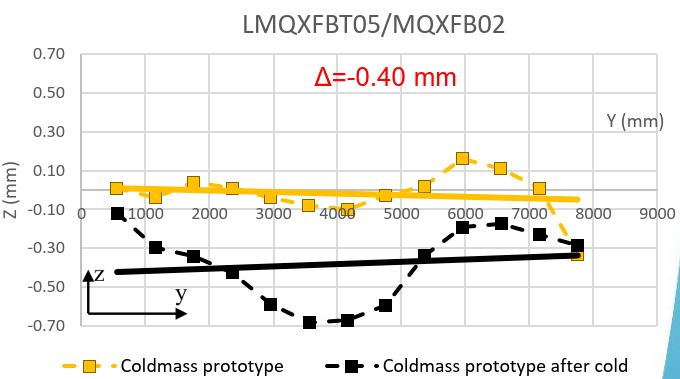 LMQXFBT05/MQXFB02
Δ=-0.40 mm
0.70
0.50
0.30
0.10
-0.10
-0.30
-0.50
-0.70
Z (mm)
Y (mm)
0 1000 2000 3000 4000 5000 6000 7000 8000 9000
z
y
Coldmass prototype
Coldmass prototype after cold